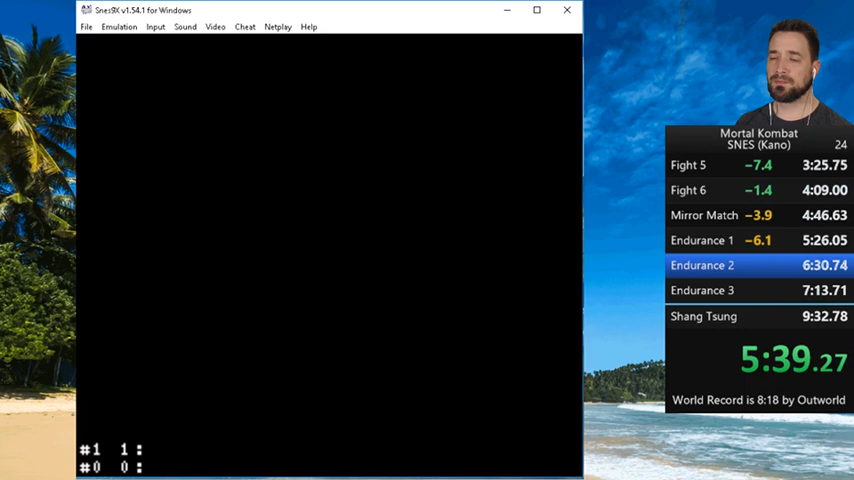 Snes9X v1.54.1 for Windows
File Emulation Input Sound Video Cheat Netplay Help
#1 1:
#0 0:
Mortal Kombat
SNES (Kano) 24
Fight 5 -7.4 3:25.75
Fight 6 -1.4 4:09.00
Mirror Match -3.9 4:46.63
Endurance 1 -6.1 5:26.05
Endurance 2 6:30.74
Endurance 3 7:13.71
Shang Tsung 9:32.78
5:39.27
World Record is 8:18 by Outworld